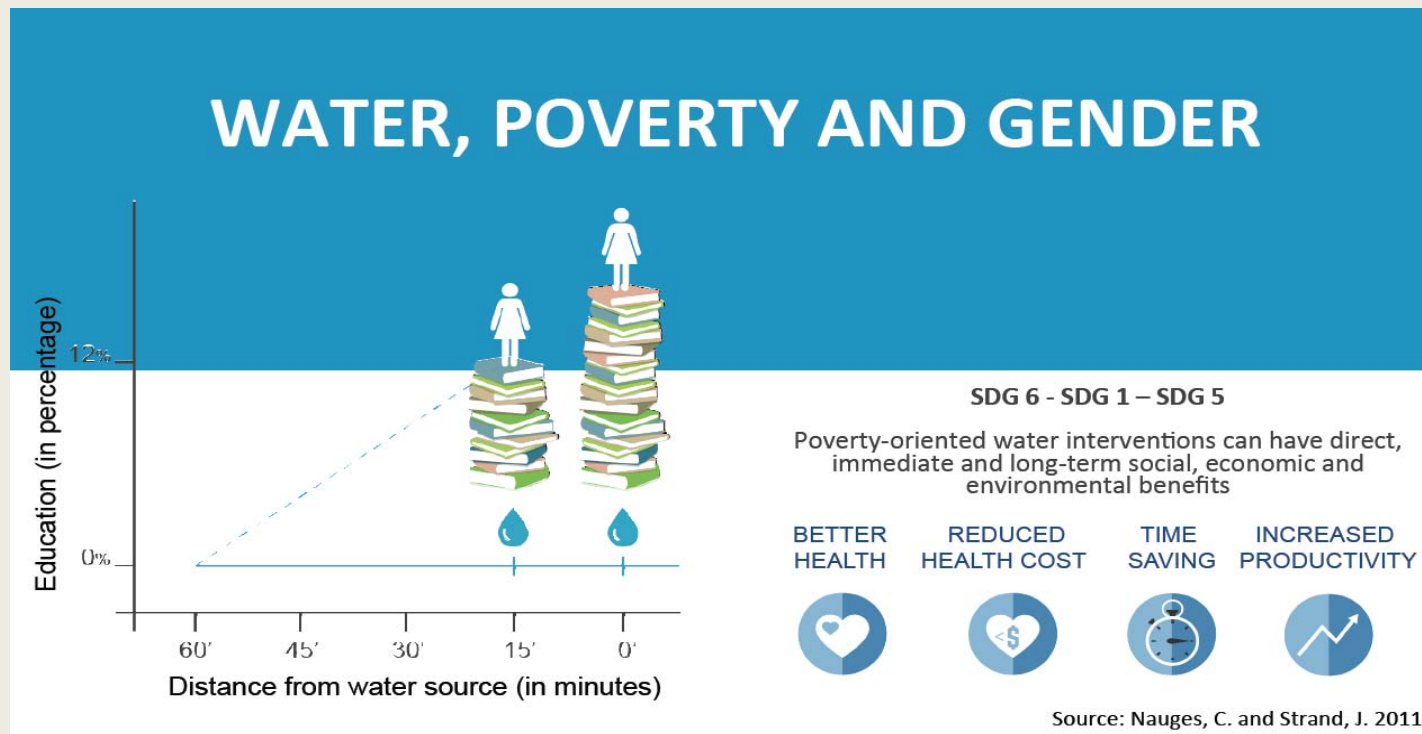 WATER, POVERTY AND GENDER
Education (in percentage)
12%
0%
60'
45'
30'
15'
0'
Distance from water source (in minutes)
SDG 6 - SDG 1 – SDG 5
Poverty-oriented water interventions can have direct,
immediate and long-term social, economic and
environmental benefits
BETTER
HEALTH
REDUCED
HEALTH COST
TIME
SAVING
INCREASED
PRODUCTIVITY
<$
Source: Nauges, C. and Strand, J. 2011